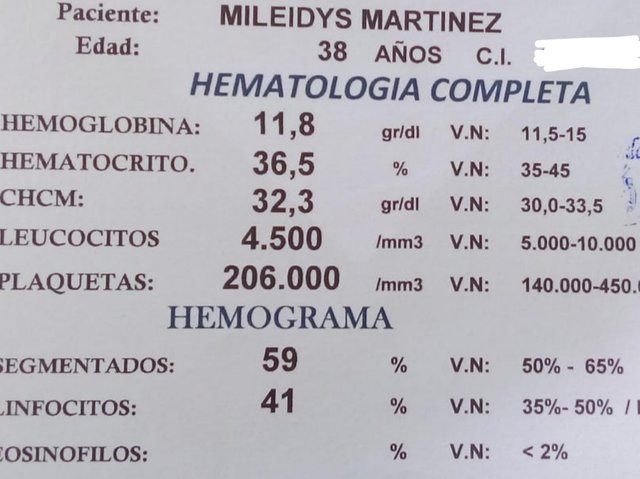 Paciente: MILEIDYS MARTINEZ
Edad: 38 AÑOS C.I.
HEMATOLOGIA COMPLETA
HEMOGLOBINA: 11,8 gr/dl V.N: 11,5-15
HEMATOCRITO. 36,5 % V.N: 35-45
CHCM: 32,3 gr/dl V.N: 30,0-33,5
LEUCOCITOS 4.500 /mm3 V.N: 5.000-10.000
PLAQUETAS: 206.000 /mm3 V.N: 140.000-450.0
HEMOGRAMA
SEGMENTADOS: 59 % V.N: 50% - 65%
LINFOCITOS: 41 % V.N: 35%- 50% /
EOSINOFILOS: % V.N: < 2%